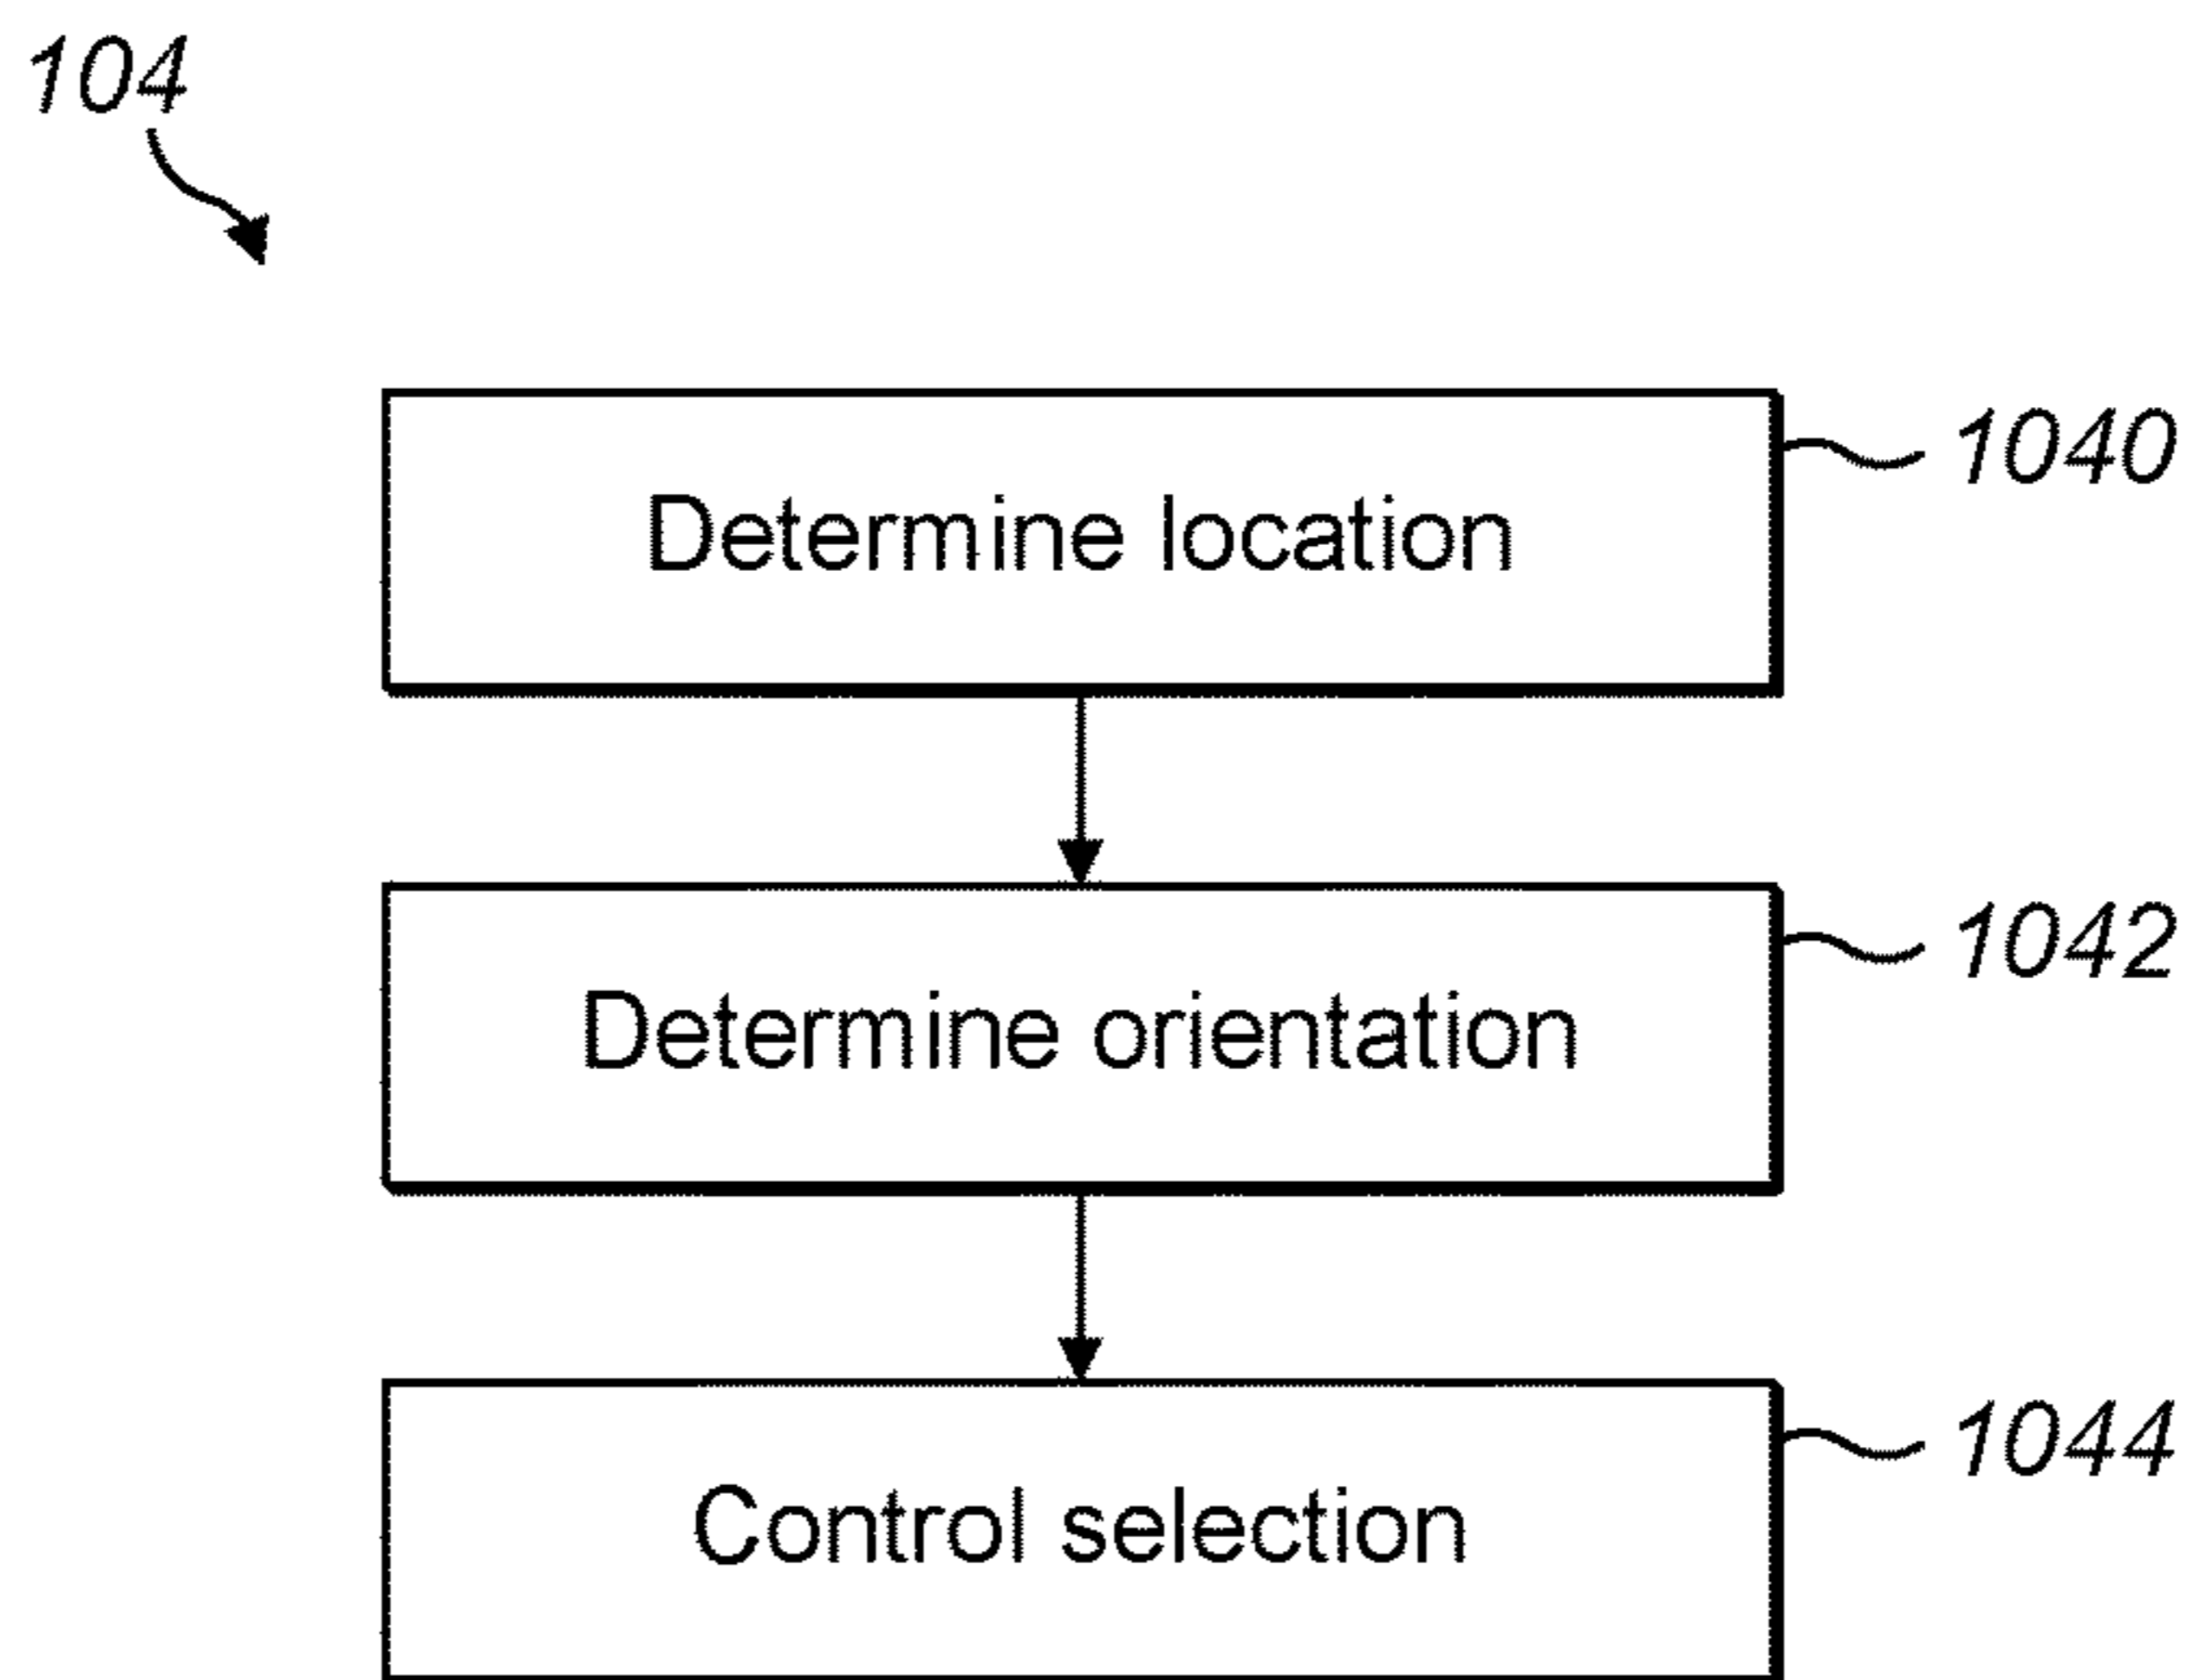 104
Determine location
1040
Determine orientation
1042
Control selection
1044